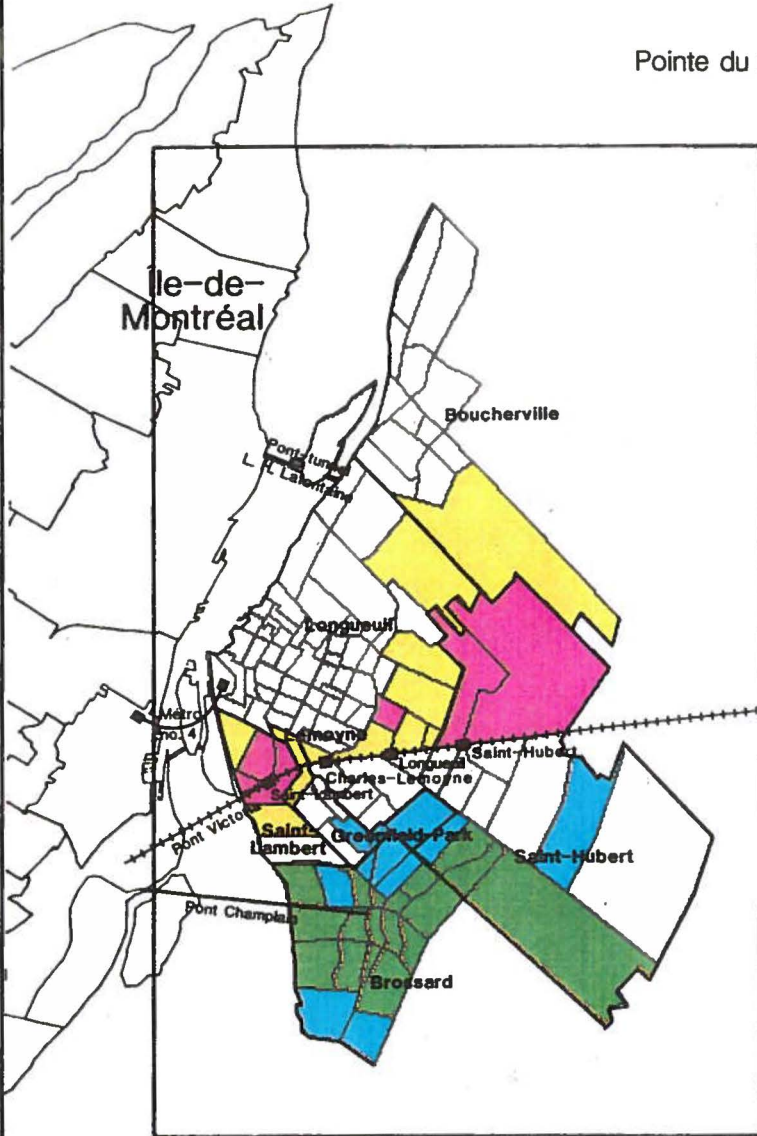 Pointe du
Ile-de-
Montréal
Boucherville
Pont-tunnel
L. H. Lafontaine
Longueuil
Métro
no. 4
Lemoyne
Saint-Hubert
Longueuil
Charles-Lemoyne
Saint-Lambert
Pont Victoria
Saint-
Lambert
Greenfield-Park
Saint-Hubert
Pont Champlain
Brossard